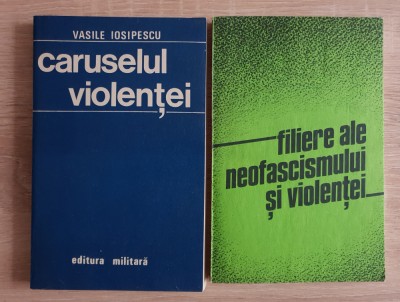 VASILE IOSIPESCU
caruselul
violenței
editura militară
filiere ale
neofascismului
și violenței